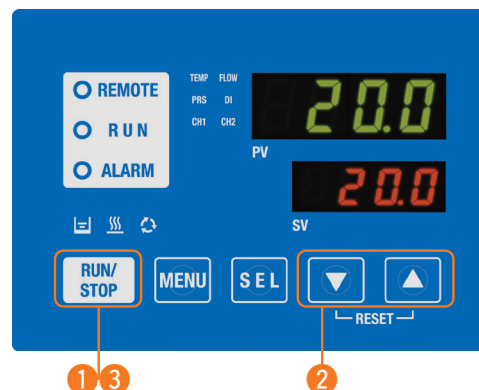 REMOTE
RUN
ALARM
TEMP FLOW
PRS DI
CH1 CH2
20.0
PV
20.0
SV
RUN/
STOP
MENU
SEL
RESET
1 3
2